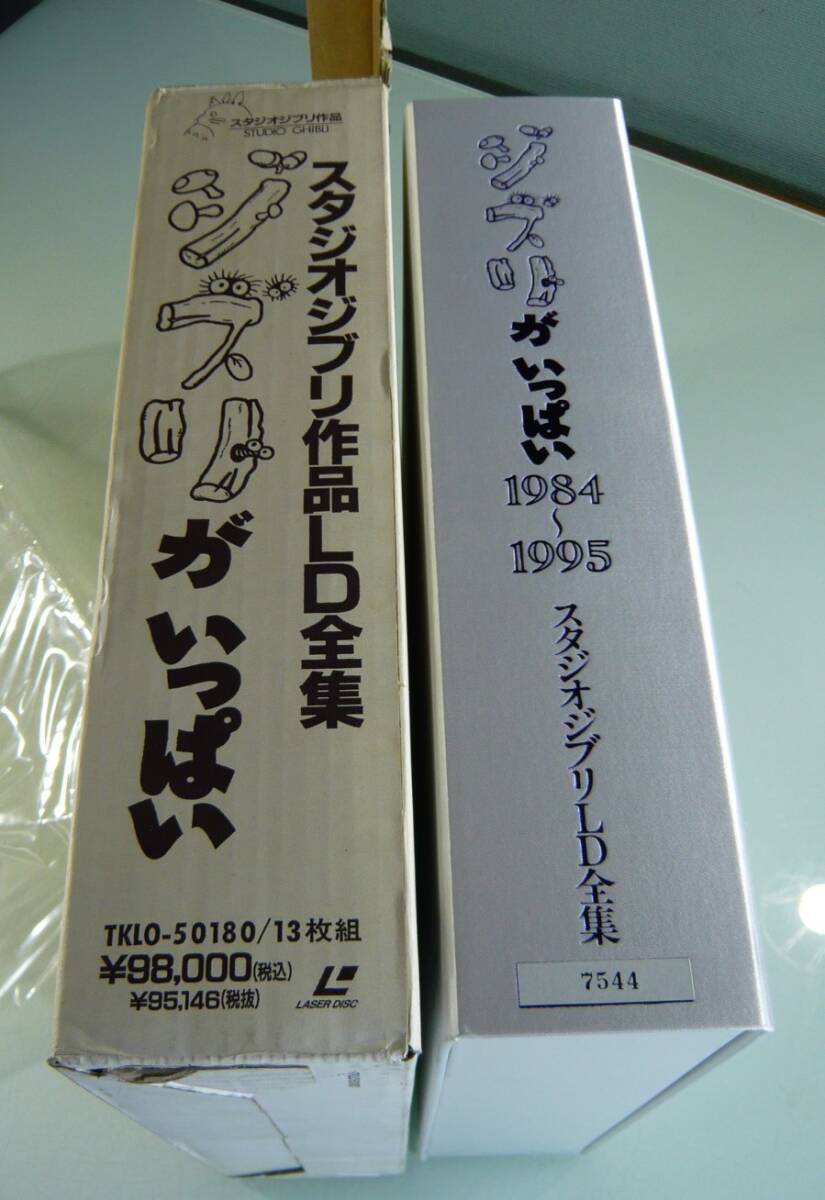 スタジオジブリ作品
STUDIO GHIBLI
スタジオジブリ作品LD全集
ジブリが いっぱい
TKLO-50180/13枚組
¥98,000(税込)
¥95,146(税抜)
LASER DISC
ジブリが いっぱい
1984
~
1995
スタジオジブリLD全集
7544